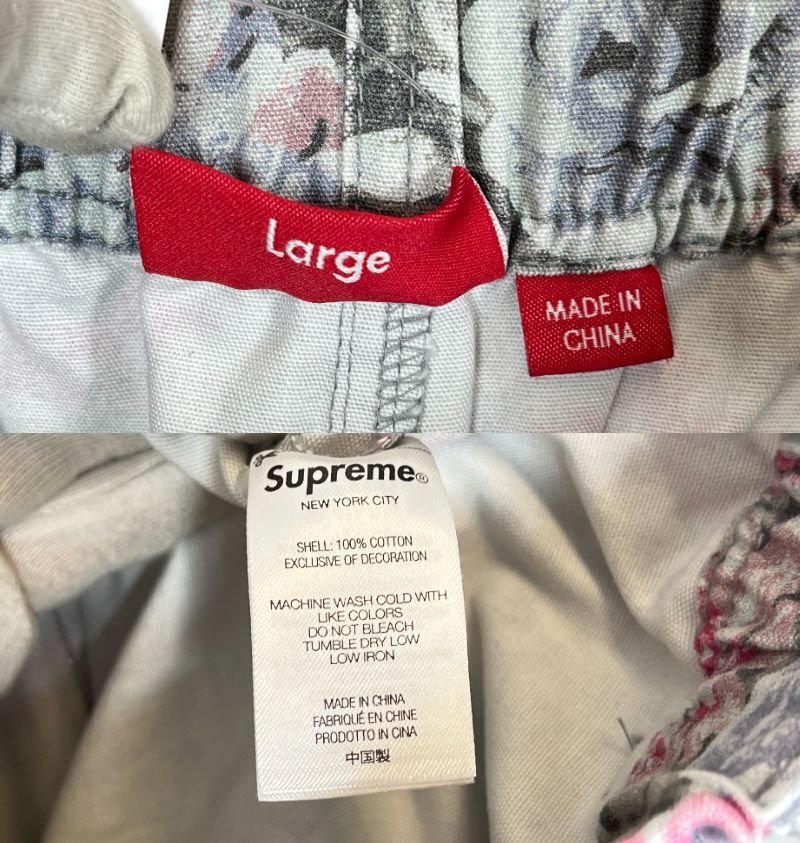 Large
MADE IN
CHINA
Supreme®
NEW YORK CITY
SHELL: 100% COTTON
EXCLUSIVE OF DECORATION
MACHINE WASH COLD WITH
LIKE COLORS
DO NOT BLEACH
TUMBLE DRY LOW
LOW IRON
MADE IN CHINA
FABRIQUÉ EN CHINE
PRODOTTO IN CINA
中国製